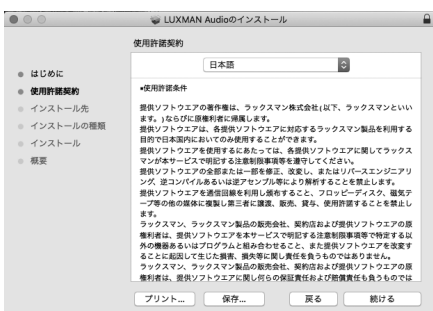 LUXMAN Audioのインストール
使用許諾契約
はじめに
使用許諾契約
インストール先
インストールの種類
インストール
概要
日本語
•使用許諾条件
提供ソフトウエアの著作権は、ラックスマン株式会社(以下、ラックスマンといい
ます。)ならびに原権利者に帰属します。
提供ソフトウエアは、各提供ソフトウエアに対応するラックスマン製品を利用する
目的で日本国内においてのみ使用することができます。
提供ソフトウエアを使用するにあたっては、各提供ソフトウエアに関してラックス
マンが本サービスで明記する注意制限事項等を遵守してください。
提供ソフトウエアの全部または一部を修正、改変し、またはリバースエンジニアリ
ング、逆コンパイルあるいは逆アセンブル等により解析することを禁止します。
提供ソフトウエアを通信回線を利用し頒布すること、フロッピーディスク、磁気テ
ープ等の他の媒体に複製し第三者に譲渡、販売、貸与、使用許諾することを禁止し
ます。
ラックスマン、ラックスマン製品の販売会社、契約店および提供ソフトウエアの原
権利者は、提供ソフトウエアを本サービスで明記する注意制限事項等で特定する以
外の機器あるいはプログラムと組み合わせること、また提供ソフトウエアを改変す
ることに起因して生じた損害、損失等に関し責任を負うものではありません。
ラックスマン、ラックスマン製品の販売会社、契約店および提供ソフトウエアの原
権利者は、提供ソフトウエアに関し何らの保証責任および賠償責任も負うものでは
プリント...
保存...
戻る
続ける